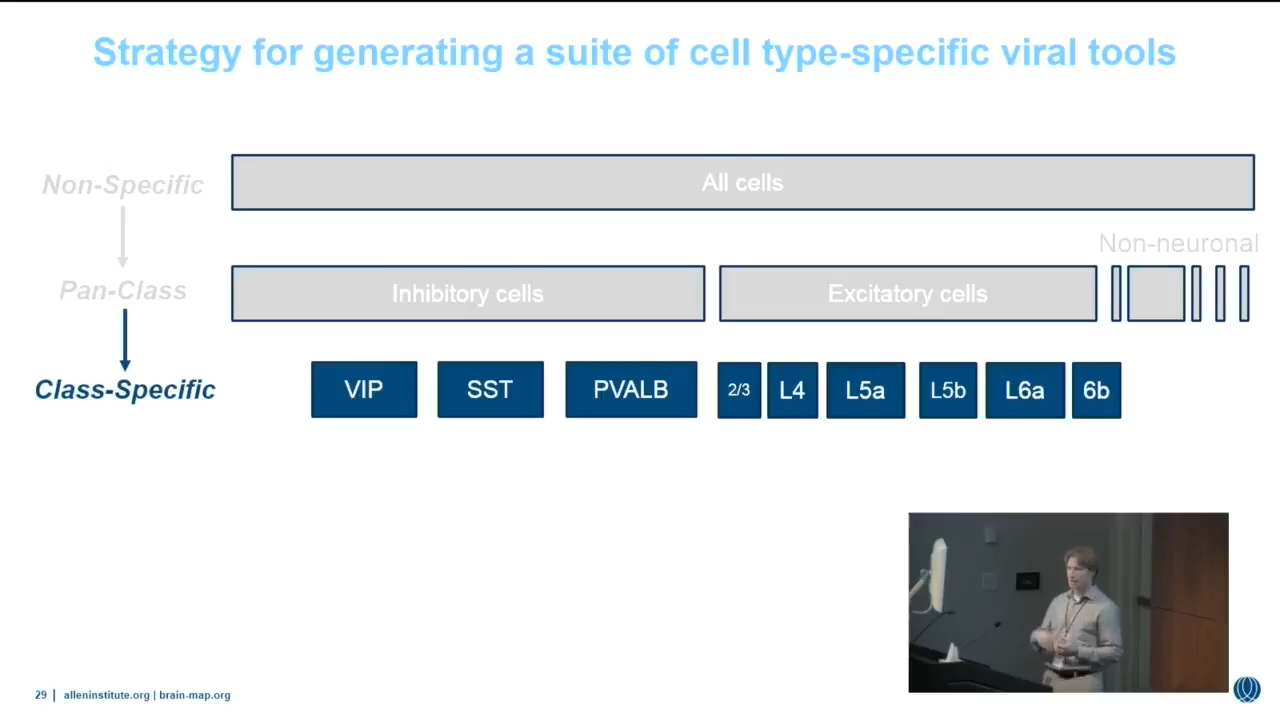 Strategy for generating a suite of cell type-specific viral tools
Non-Specific
All cells
Non-neuronal
Pan-Class
Inhibitory cells
Excitatory cells
Class-Specific
VIP
SST
PVALB
2/3
L4
L5a
L5b
L6a
6b
29 | alleninstitute.org | brain-map.org